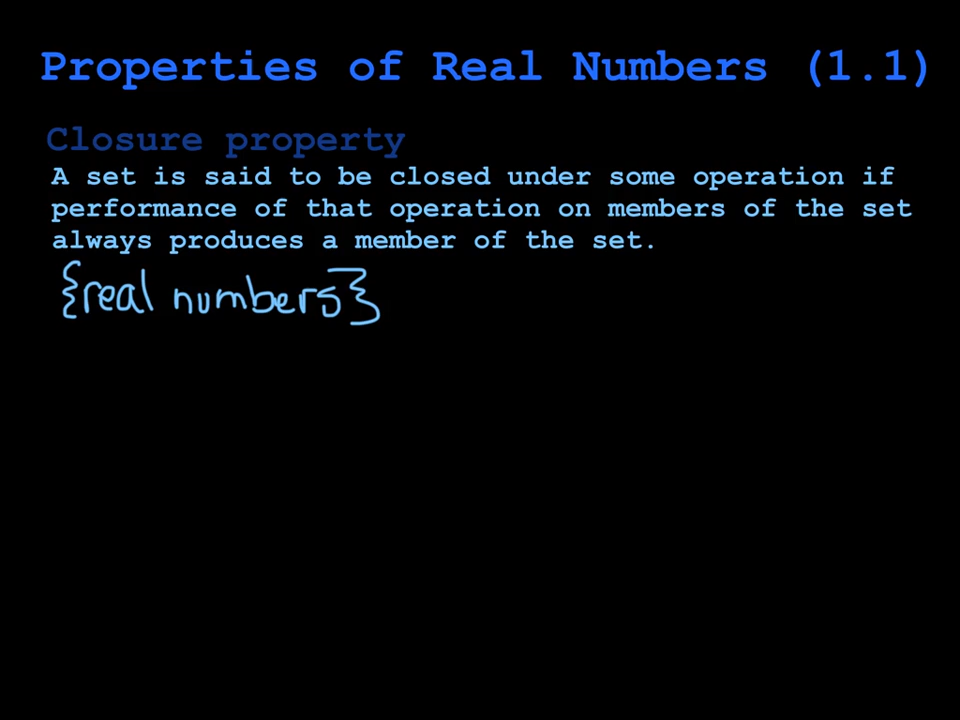 Properties of Real Numbers (1.1)
Closure property
A set is said to be closed under some operation if
performance of that operation on members of the set
always produces a member of the set.
{real numbers}